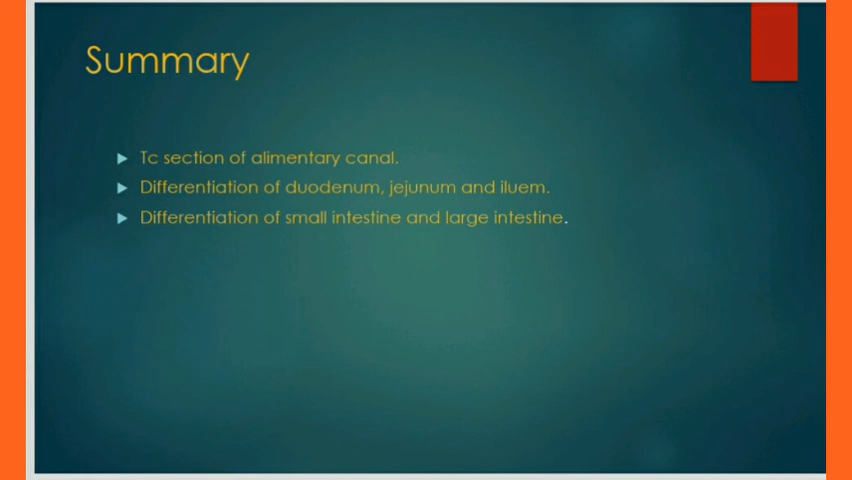 Summary
Tc section of alimentary canal.
Differentiation of duodenum, jejunum and iluem.
Differentiation of small intestine and large intestine.